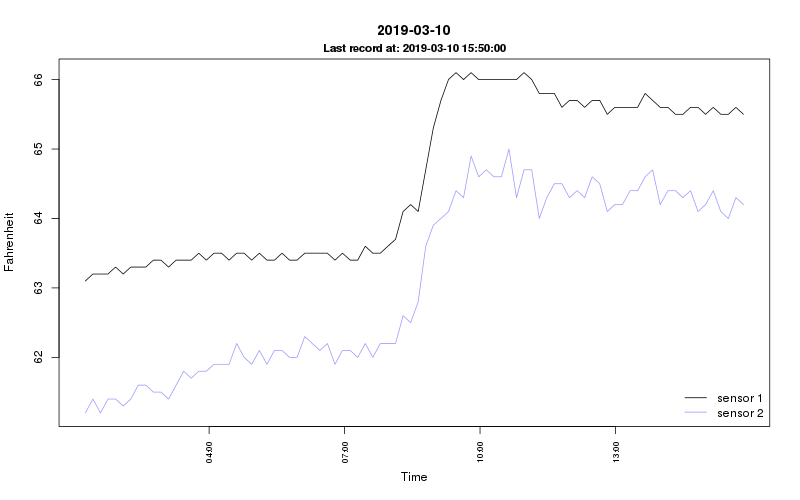 2019-03-10
Last record at: 2019-03-10 15:50:00
66
65
64
63
62
Fahrenheit
sensor 1
sensor 2
04:00
07:00
10:00
13:00
Time